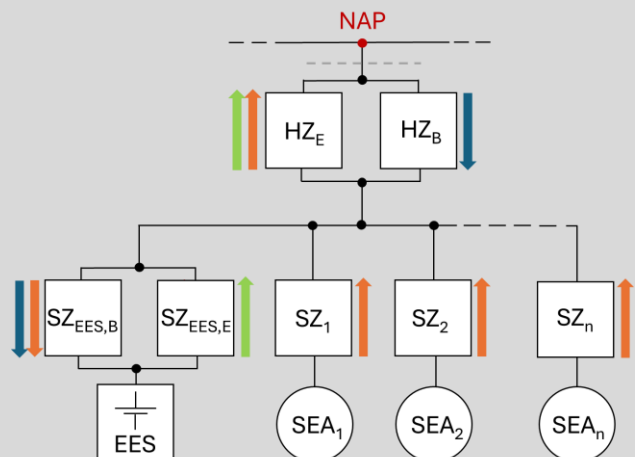 NAP
HZE HZB
SZEES,B SZEES,E SZ1 SZ2 SZn
EES SEA1 SEA2 SEAn